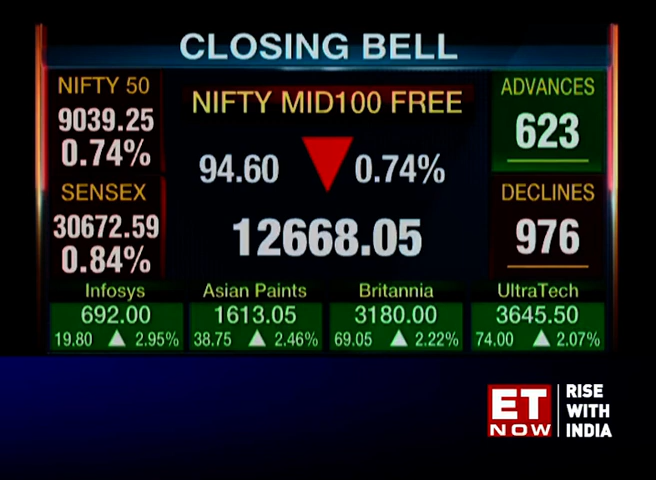 CLOSING BELL
NIFTY 50
9039.25
0.74%
SENSEX
30672.59
0.84%
NIFTY MID100 FREE
94.60 0.74%
12668.05
ADVANCES
623
DECLINES
976
Infosys
692.00
19.80 2.95%
Asian Paints
1613.05
38.75 2.46%
Britannia
3180.00
69.05 2.22%
UltraTech
3645.50
74.00 2.07%
ET
NOW
RISE
WITH
INDIA